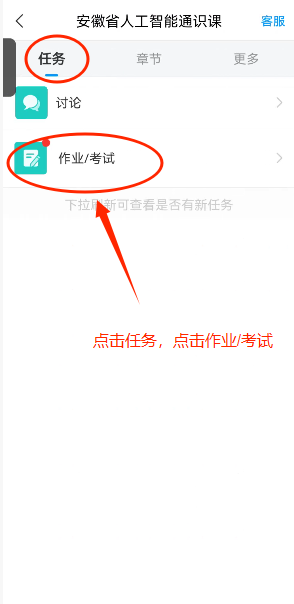 安徽省人工智能通识课 客服
任务 章节 更多
讨论
作业/考试
下拉刷新可查看是否有新任务
点击任务，点击作业/考试